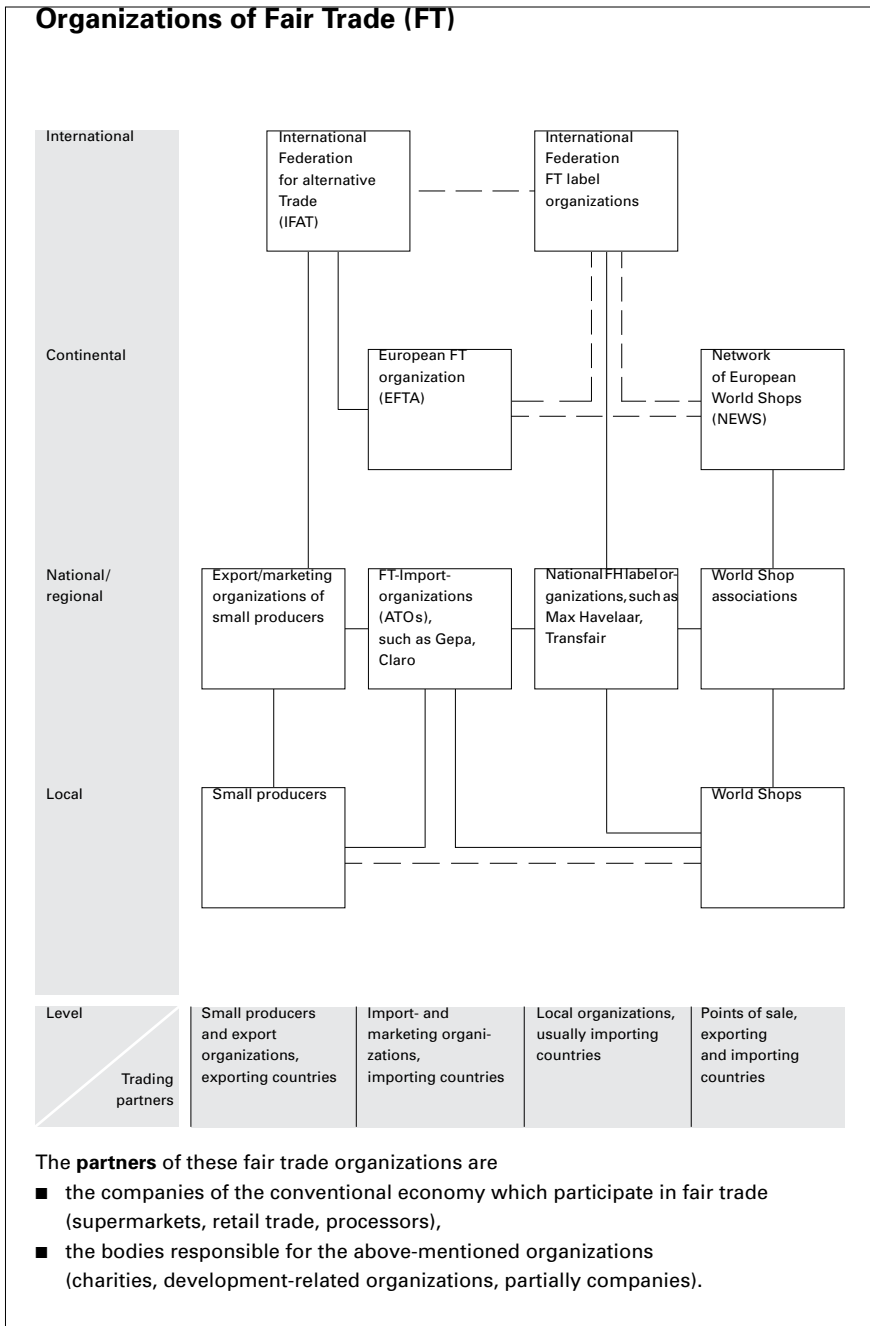 Organizations of Fair Trade (FT)
International
International
Federation
for alternative
Trade
(IFAT)
International
Federation
FT label
organizations
Continental
European FT
organization
(EFTA)
Network
of European
World Shops
(NEWS)
National/
regional
Export/marketing
organizations of
small producers
FT-Import-
organizations
(ATOs),
such as Gepa,
Claro
National FH label or-
ganizations, such as
Max Havelaar,
Transfair
World Shop
associations
Local
Small producers
World Shops
Level
Trading
partners
Small producers
and export
organizations,
exporting countries
Import- and
marketing organi-
zations,
importing countries
Local organizations,
usually importing
countries
Points of sale,
exporting
and importing
countries
The partners of these fair trade organizations are
■ the companies of the conventional economy which participate in fair trade
(supermarkets, retail trade, processors),
■ the bodies responsible for the above-mentioned organizations
(charities, development-related organizations, partially companies).